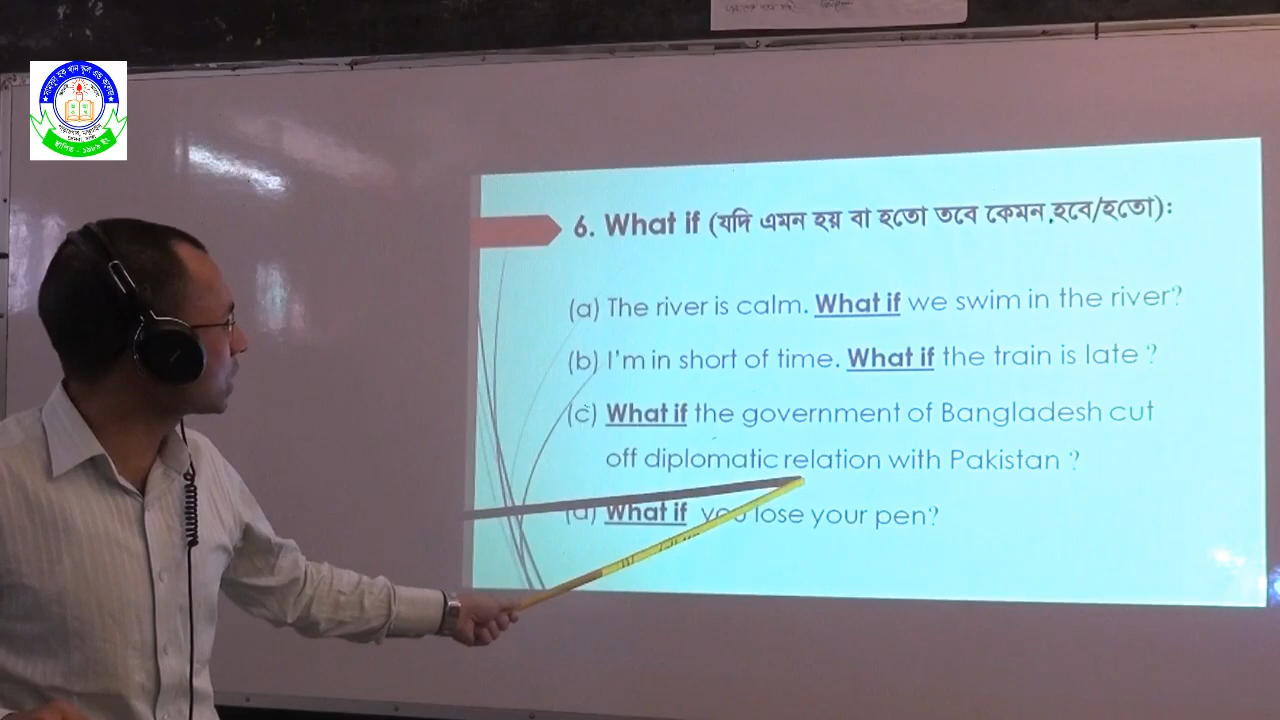 6. What if (যদি এমন হয় বা হতো তবে কেমন হবে/হতো):
(a) The river is calm. What if we swim in the river?
(b) I'm in short of time. What if the train is late ?
(c) What if the government of Bangladesh cut
off diplomatic relation with Pakistan ?
(d) What if you lose your pen?
স্থাপিত - ১৯৮৯ ইং